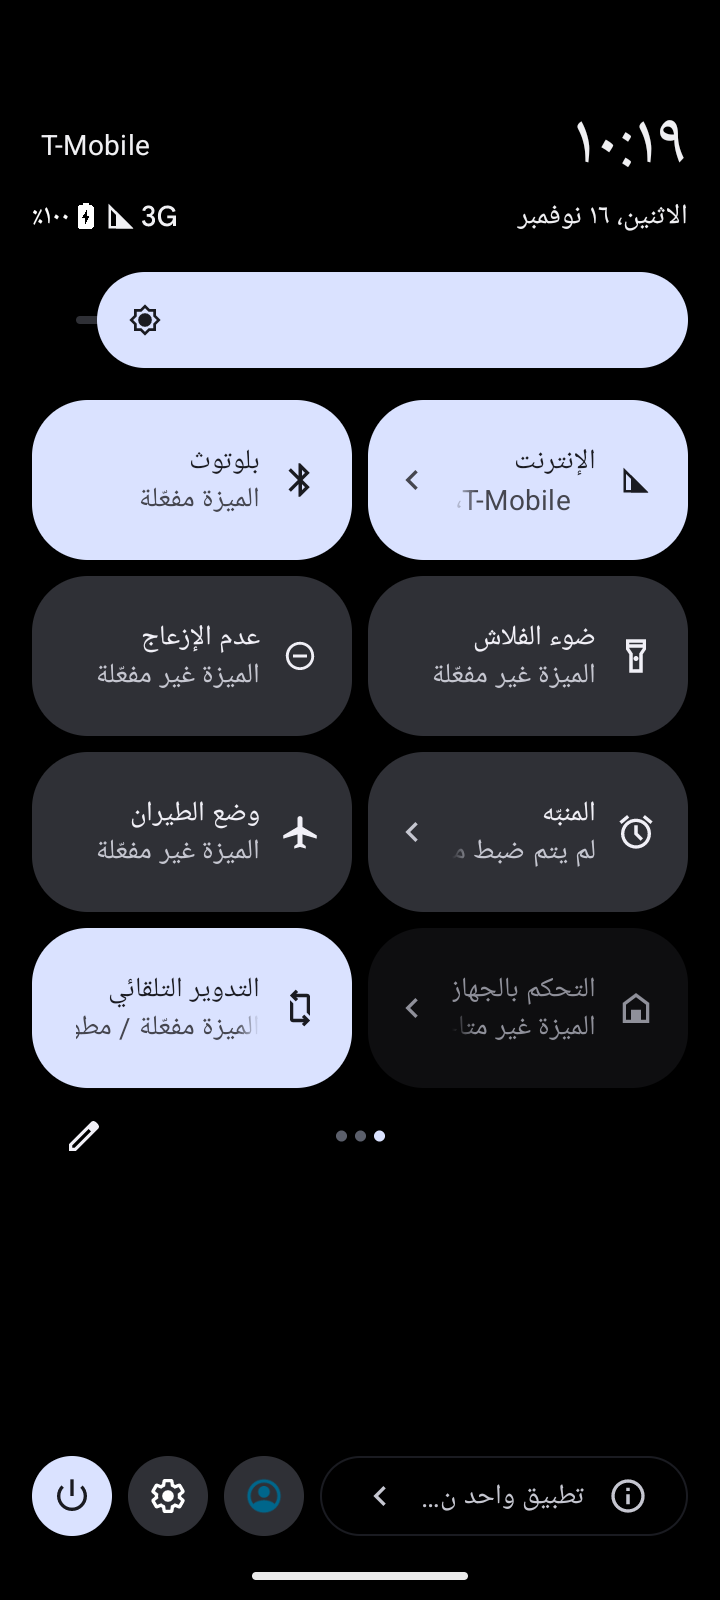 ١٠:١٩
T-Mobile
الاثنين، ١٦ نوفمبر
3G
١٠٠٪
الإنترنت
T-Mobile،
بلوتوث
الميزة مفعّلة
ضوء الفلاش
الميزة غير مفعّلة
عدم الإزعاج
الميزة غير مفعّلة
المنبّه
لم يتم ضبط م
وضع الطيران
الميزة غير مفعّلة
التحكم بالجهاز
الميزة غير متا
التدوير التلقائي
الميزة مفعّلة / مطو
تطبيق واحد ن...